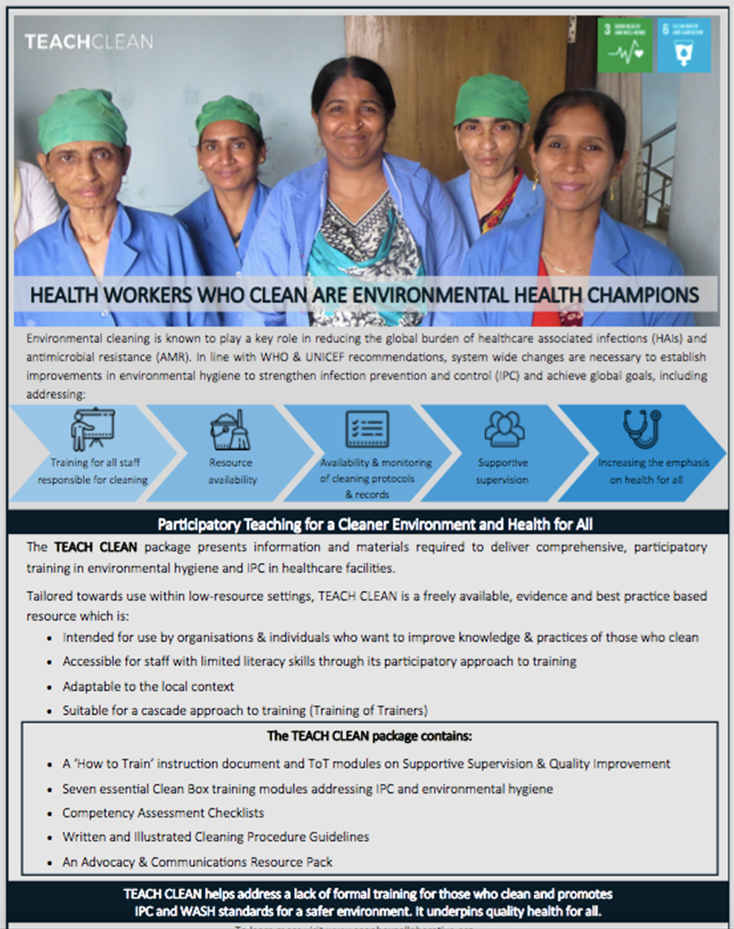 TEACHCLEAN
3 GOOD HEALTH
AND WELL-BEING
6 CLEAN WATER
AND SANITATION
HEALTH WORKERS WHO CLEAN ARE ENVIRONMENTAL HEALTH CHAMPIONS
Environmental cleaning is known to play a key role in reducing the global burden of healthcare associated infections (HAIs) and
antimicrobial resistance (AMR). In line with WHO & UNICEF recommendations, system wide changes are necessary to establish
improvements in environmental hygiene to strengthen infection prevention and control (IPC) and achieve global goals, including
addressing:
Training for all staff
responsible for cleaning
Resource
availability
Availability & monitoring
of cleaning protocols
& records
Supportive
supervision
Increasing the emphasis
on health for all
Participatory Teaching for a Cleaner Environment and Health for All
The TEACH CLEAN package presents information and materials required to deliver comprehensive, participatory
training in environmental hygiene and IPC in healthcare facilities.
Tailored towards use within low-resource settings, TEACH CLEAN is a freely available, evidence and best practice based
resource which is:
• Intended for use by organisations & individuals who want to improve knowledge & practices of those who clean
• Accessible for staff with limited literacy skills through its participatory approach to training
• Adaptable to the local context
• Suitable for a cascade approach to training (Training of Trainers)
The TEACH CLEAN package contains:
• A 'How to Train' instruction document and ToT modules on Supportive Supervision & Quality Improvement
• Seven essential Clean Box training modules addressing IPC and environmental hygiene
• Competency Assessment Checklists
• Written and Illustrated Cleaning Procedure Guidelines
• An Advocacy & Communications Resource Pack
TEACH CLEAN helps address a lack of formal training for those who clean and promotes
IPC and WASH standards for a safer environment. It underpins quality health for all.